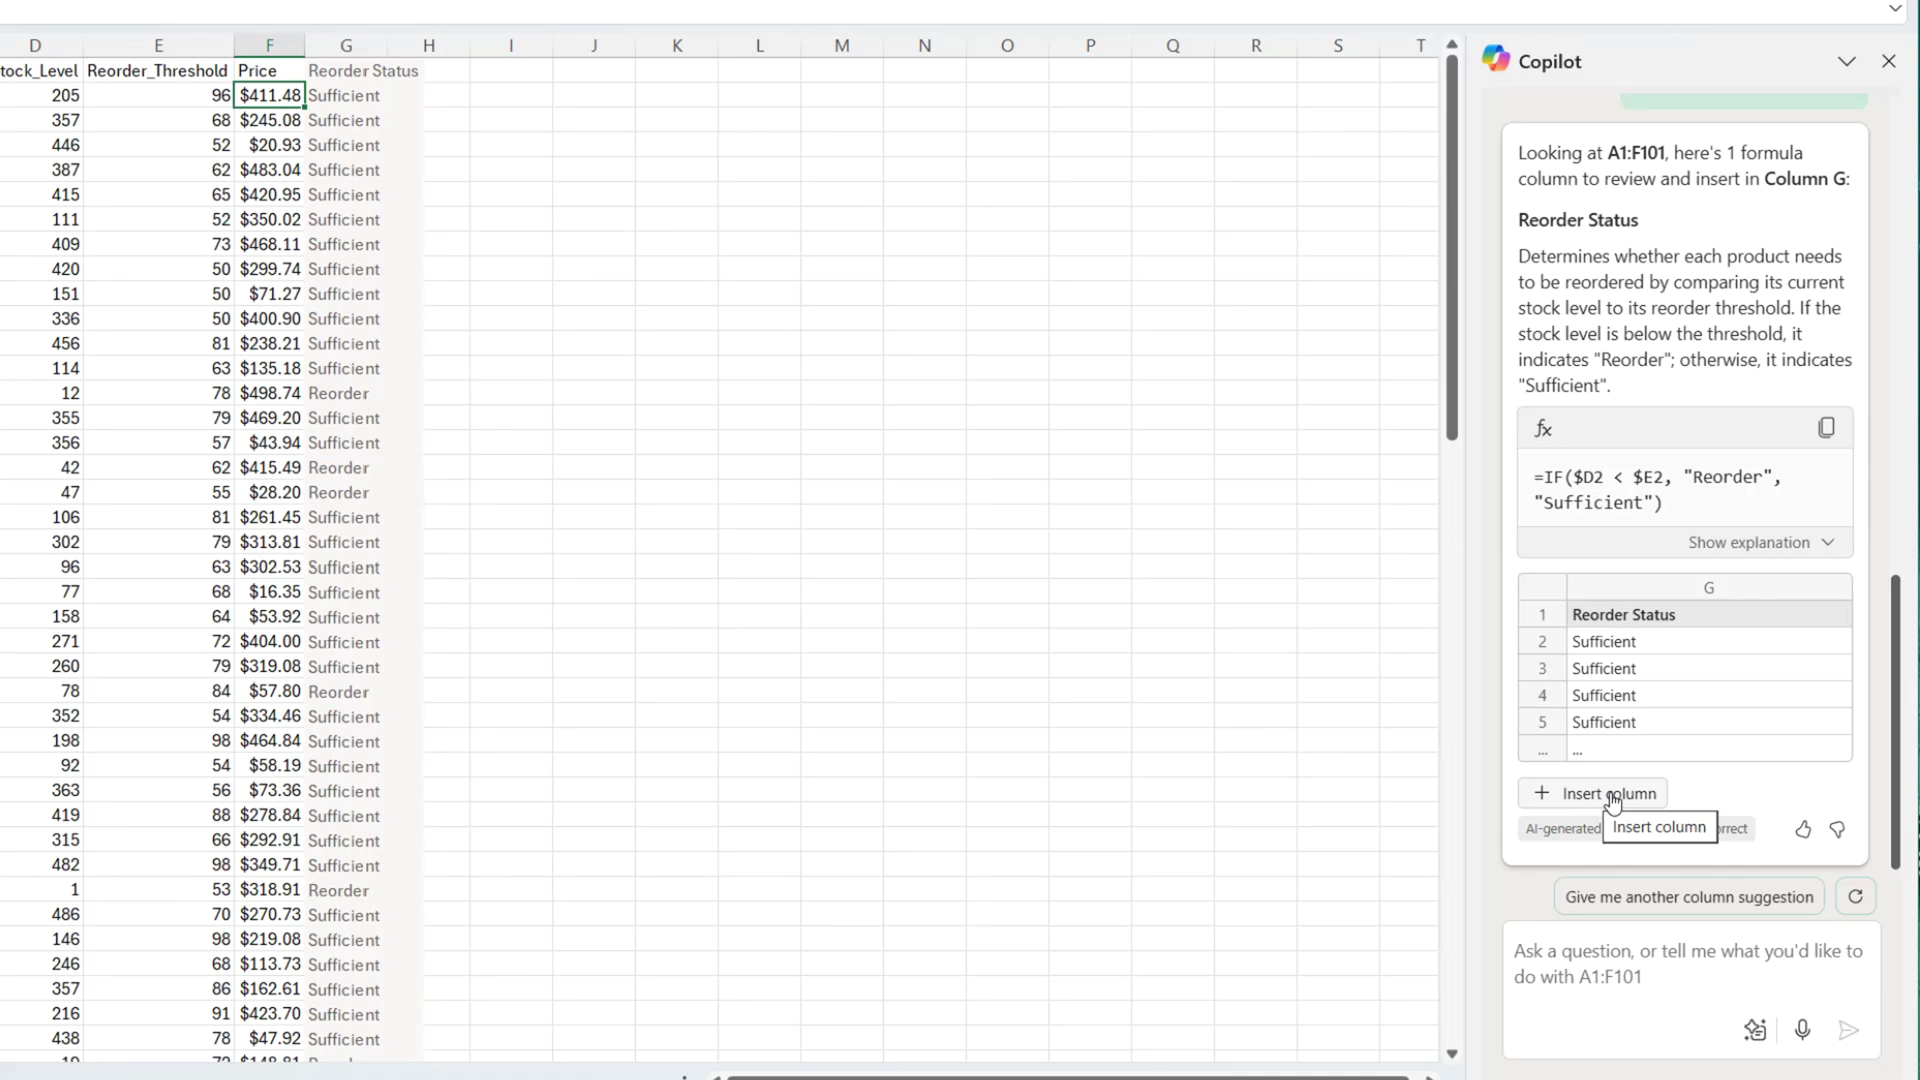 D E F G H I J K L M N O P Q R S T
tock_Level Reorder_Threshold Price Reorder Status
205 96 $411.48 Sufficient
357 68 $245.08 Sufficient
446 52 $20.93 Sufficient
387 62 $483.04 Sufficient
415 65 $420.95 Sufficient
111 52 $350.02 Sufficient
409 73 $468.11 Sufficient
420 50 $299.74 Sufficient
151 50 $71.27 Sufficient
336 50 $400.90 Sufficient
456 81 $238.21 Sufficient
114 63 $135.18 Sufficient
12 78 $498.74 Reorder
355 79 $469.20 Sufficient
356 57 $43.94 Sufficient
42 62 $415.49 Reorder
47 55 $28.20 Reorder
106 81 $261.45 Sufficient
302 79 $313.81 Sufficient
96 63 $302.53 Sufficient
77 68 $16.35 Sufficient
158 64 $53.92 Sufficient
271 72 $404.00 Sufficient
260 79 $319.08 Sufficient
78 84 $57.80 Reorder
352 54 $334.46 Sufficient
198 98 $464.84 Sufficient
92 54 $58.19 Sufficient
363 56 $73.36 Sufficient
419 88 $278.84 Sufficient
315 66 $292.91 Sufficient
482 98 $349.71 Sufficient
1 53 $318.91 Reorder
486 70 $270.73 Sufficient
146 98 $219.08 Sufficient
246 68 $113.73 Sufficient
357 86 $162.61 Sufficient
216 91 $423.70 Sufficient
438 78 $47.92 Sufficient
Copilot
Looking at A1:F101, here's 1 formula
column to review and insert in Column G:
Reorder Status
Determines whether each product needs
to be reordered by comparing its current
stock level to its reorder threshold. If the
stock level is below the threshold, it
indicates "Reorder"; otherwise, it indicates
"Sufficient".
fx
=IF($D2 < $E2, "Reorder",
"Sufficient")
Show explanation
G
1 Reorder Status
2 Sufficient
3 Sufficient
4 Sufficient
5 Sufficient
... ...
+ Insert column
AI-generated
Insert column
rrect
Give me another column suggestion
Ask a question, or tell me what you'd like to
do with A1:F101